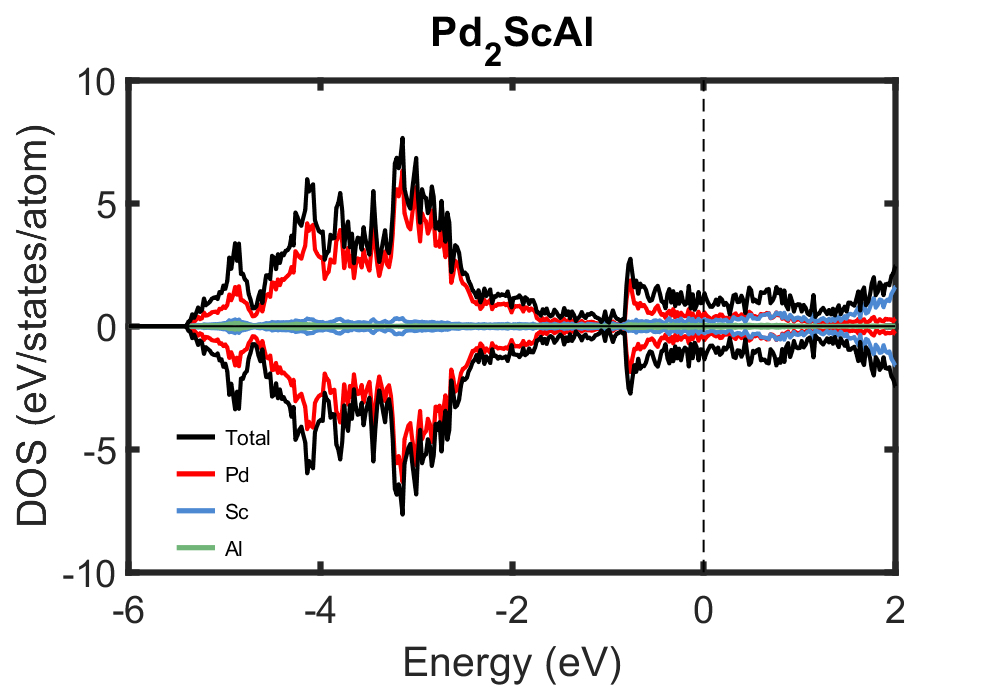 Pd₂ScAl
DOS (eV/states/atom)
10
5
0
-5
-10
Total
Pd
Sc
Al
-6 -4 -2 0 2
Energy (eV)